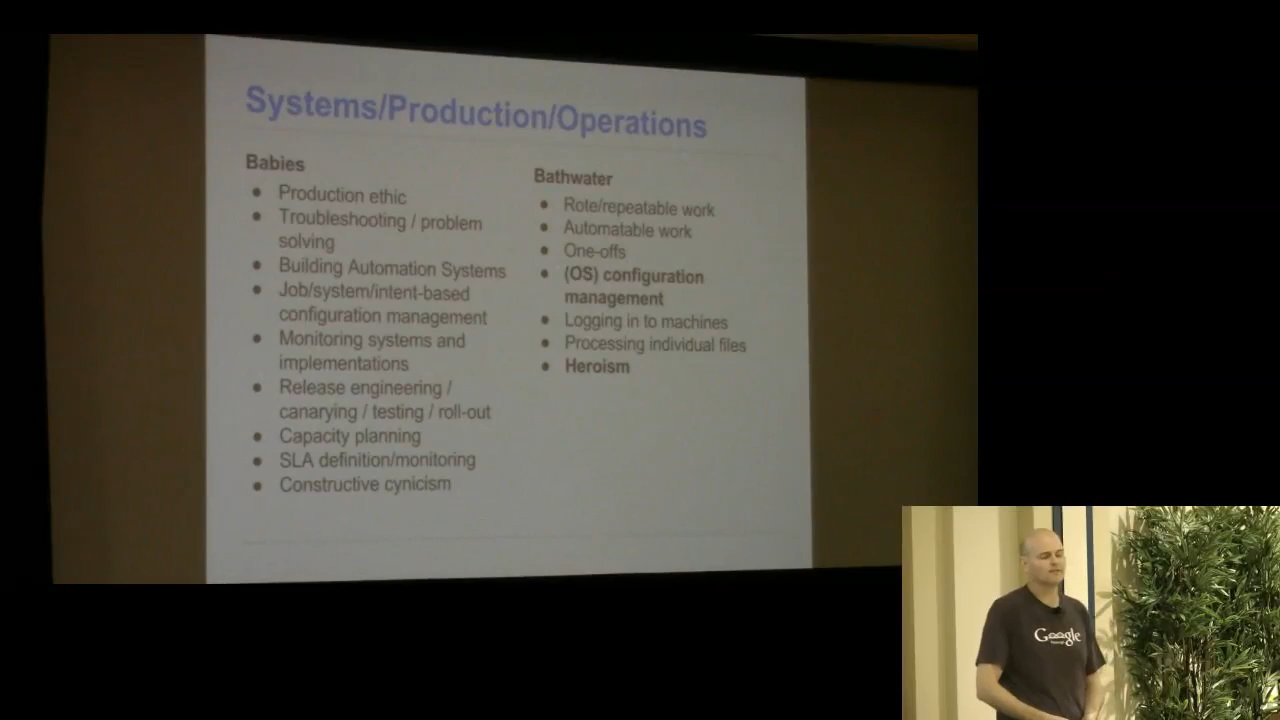 Systems/Production/Operations
Babies
● Production ethic
● Troubleshooting / problem
solving
● Building Automation Systems
● Job/system/intent-based
configuration management
● Monitoring systems and
implementations
● Release engineering /
canarying / testing / roll-out
● Capacity planning
● SLA definition/monitoring
● Constructive cynicism
Bathwater
● Rote/repeatable work
● Automatable work
● One-offs
● (OS) configuration
management
● Logging in to machines
● Processing individual files
● Heroism
Google